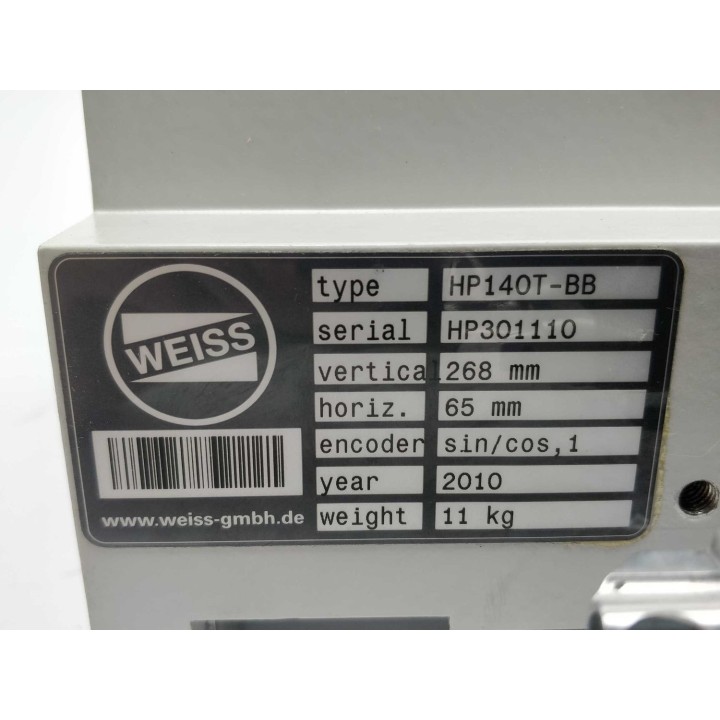 WEISS
type HP140T-BB
serial HP301110
vertical 268 mm
horiz. 65 mm
encoder sin/cos,1
year 2010
weight 11 kg
www.weiss-gmbh.de